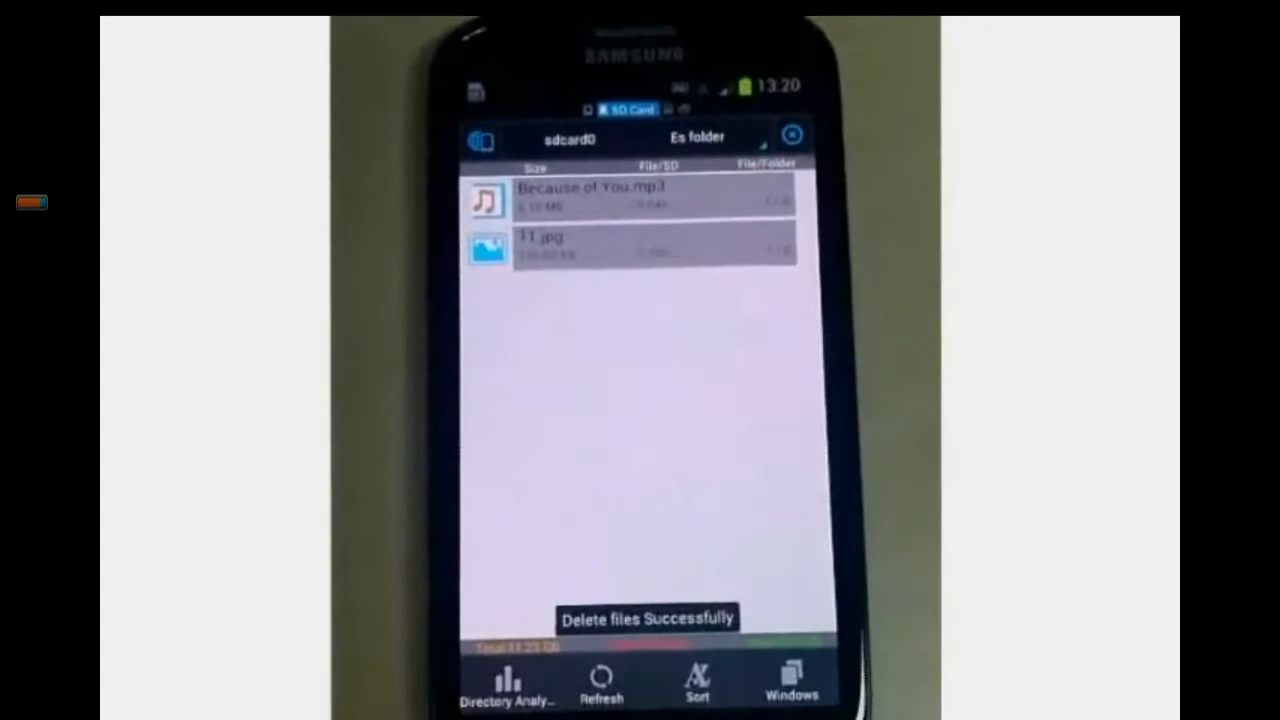 SAMSUNG
13:20
SD Card
sdcard0 Es folder
Size File/SD File/Folder
Because of You.mp3
11.jpg
Delete files Successfully
Directory Analy... Refresh Sort Windows